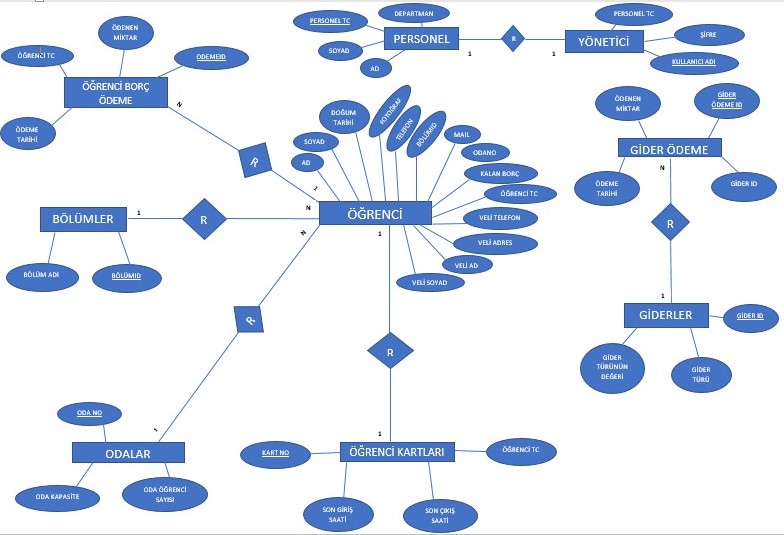 PERSONEL TC
DEPARTMAN
SOYAD
AD
PERSONEL
1
R
1
YÖNETİCİ
PERSONEL TC
ŞİFRE
KULLANICI ADI
ÖDENEN
MİKTAR
ÖĞRENCİ TC
ODEMEID
ÖĞRENCİ BORÇ
ÖDEME
ÖDEME
TARİHİ
N
R
1
DOĞUM
TARİHİ
FOTOĞRAF
TELEFON
BÖLÜMID
SOYAD
AD
MAIL
ODANO
KALAN BORÇ
ÖĞRENCİ TC
VELİ TELEFON
VELİ ADRES
VELİ AD
VELİ SOYAD
ÖĞRENCİ
ÖDENEN
MİKTAR
GİDER
ÖDEME ID
GİDER ÖDEME
ÖDEME
TARİHİ
GİDER ID
N
R
1
GİDERLER
GİDER ID
GİDER
TÜRÜNÜN
DEĞERİ
GİDER
TÜRÜ
BÖLÜMLER
1
R
N
BÖLÜM ADI
BÖLÜMID
N
R
1
ODA NO
ODALAR
ODA KAPASİTE
ODA ÖĞRENCİ
SAYISI
1
R
1
KART NO
ÖĞRENCİ KARTLARI
ÖĞRENCİ TC
SON GİRİŞ
SAATİ
SON ÇIKIŞ
SAATİ